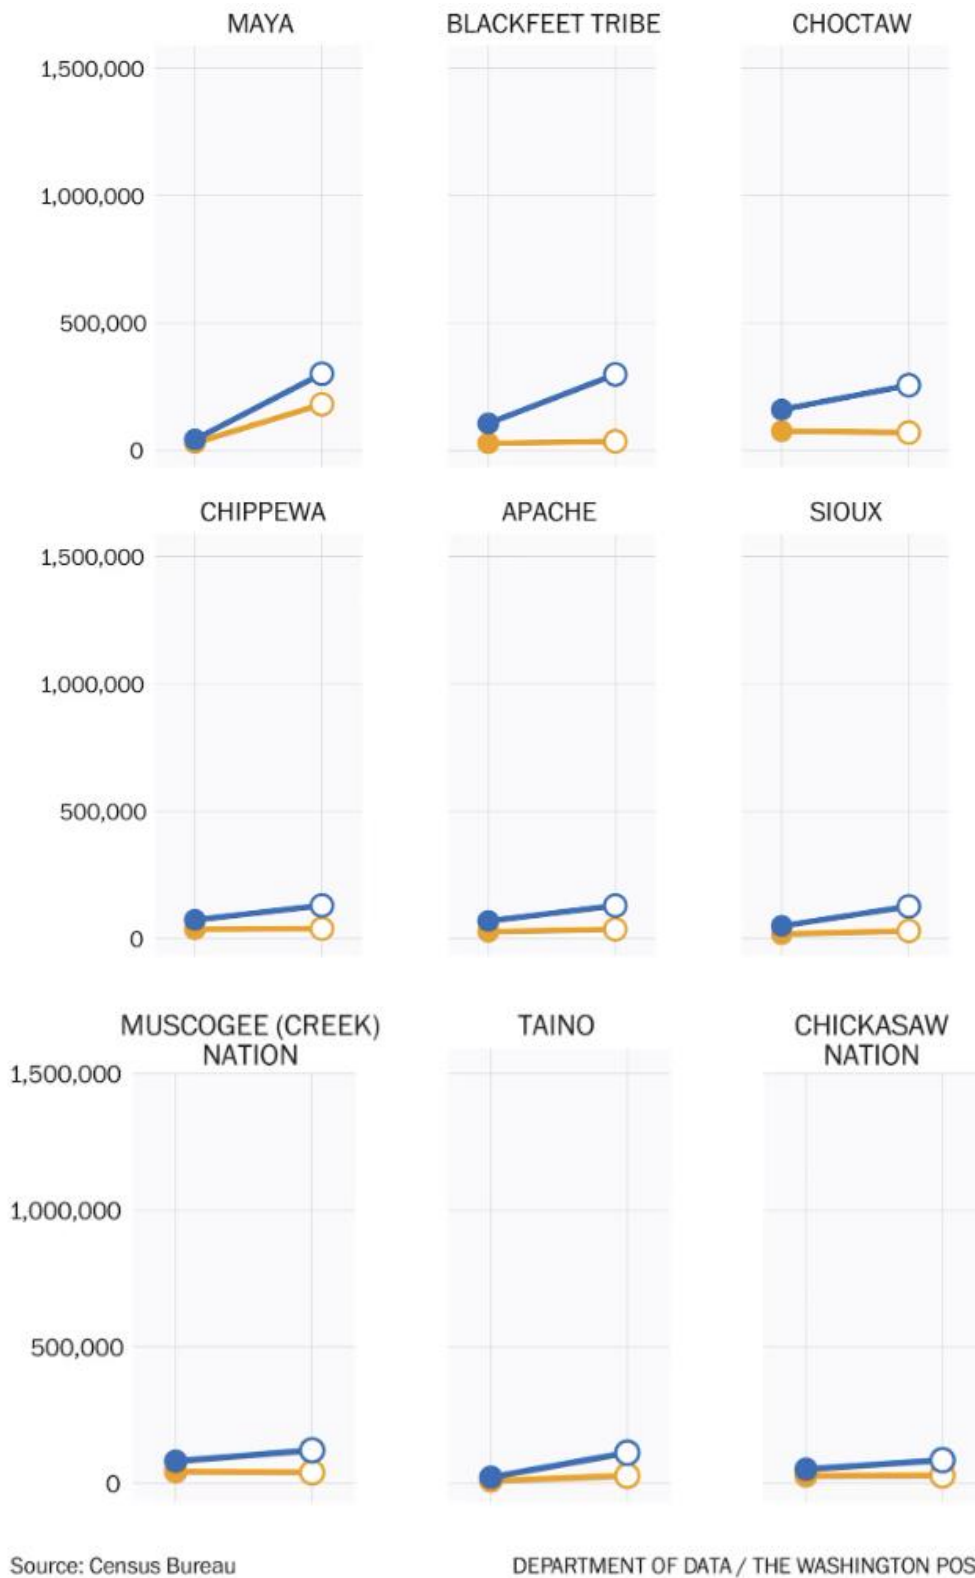 MAYA BLACKFEET TRIBE CHOCTAW
1,500,000
1,000,000
500,000
0
CHIPPEWA APACHE SIOUX
1,500,000
1,000,000
500,000
0
MUSCOGEE (CREEK) TAINO CHICKASAW
NATION NATION
1,500,000
1,000,000
500,000
0
Source: Census Bureau DEPARTMENT OF DATA / THE WASHINGTON POS